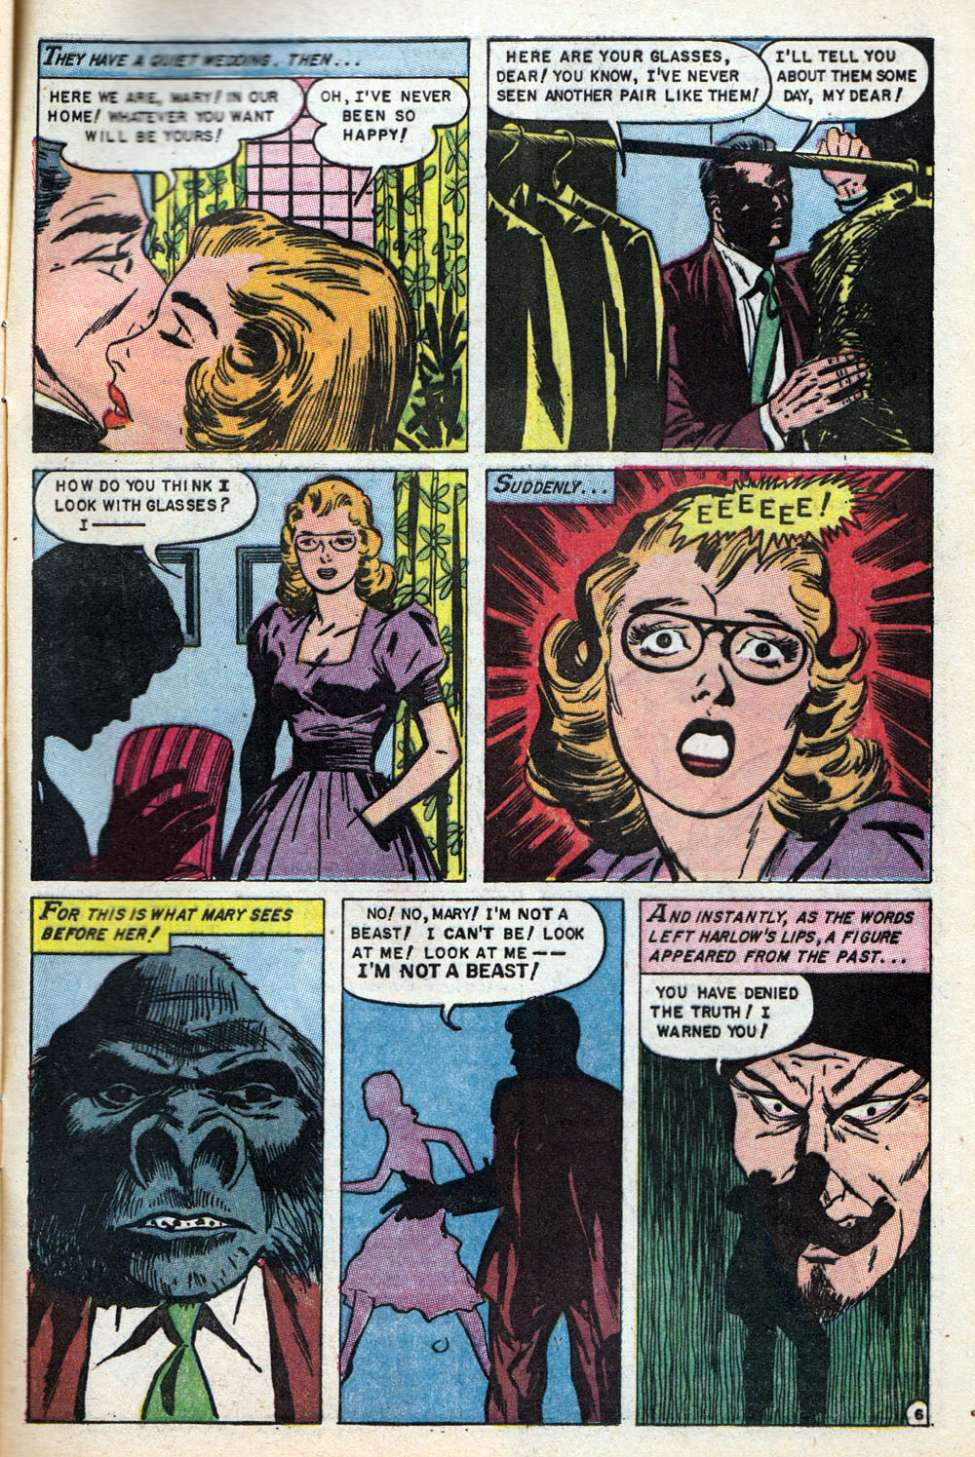 THEY HAVE A QUIET WEDDING. THEN...
HERE WE ARE, MARY! IN OUR
HOME! WHATEVER YOU WANT
WILL BE YOURS!
OH, I'VE NEVER
BEEN SO
HAPPY!
HERE ARE YOUR GLASSES,
DEAR! YOU KNOW, I'VE NEVER
SEEN ANOTHER PAIR LIKE THEM!
I'LL TELL YOU
ABOUT THEM SOME
DAY, MY DEAR!
HOW DO YOU THINK I
LOOK WITH GLASSES?
I——
SUDDENLY...
EEEEEEE!
FOR THIS IS WHAT MARY SEES
BEFORE HER!
NO! NO, MARY! I'M NOT A
BEAST! I CAN'T BE! LOOK
AT ME! LOOK AT ME——
I'M NOT A BEAST!
AND INSTANTLY, AS THE WORDS
LEFT HARLOW'S LIPS, A FIGURE
APPEARED FROM THE PAST...
YOU HAVE DENIED
THE TRUTH! I
WARNED YOU!
6